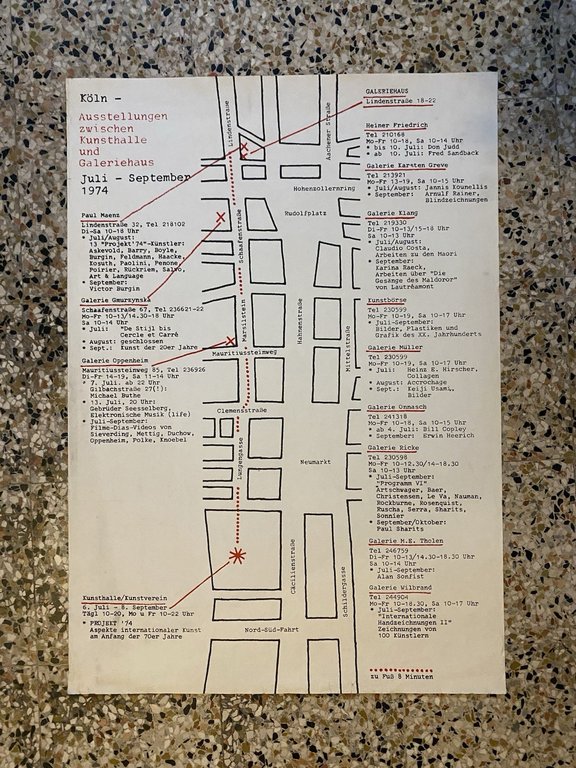 Köln -
Ausstellungen
zwischen
Kunsthalle
und
Galeriehaus
Juli - September
1974
Paul Maenz
Lindenstraße 32, Tel 218102
Di-Sa 10-18 Uhr
* Juli/August:
13 "Projekt '74"-Künstler:
Askevold, Barry, Boyle,
Burgin, Feldmann, Haacke,
Kosuth, Paolini, Penone,
Poirier, Rückriem, Salvo,
Art & Language
* September:
Victor Burgin
Galerie Gmurzynska
Schaafenstraße 67, Tel 236621-22
Mo-Fr 10-13/14.30-18 Uhr
Sa 10-14 Uhr
* Juli: "De Stijl bis
Cercle et Carré
* August geschlossen
* Sept.: Kunst der 20er Jahre
Galerie Oppenheim
Mauritiussteinweg 85, Tel 236926
Di-Fr 14-19, Sa 11-14 Uhr
* 7. Juli, ab 22 Uhr
Gilbachstraße 27(!):
Michael Buthe
* 13. Juli, 20 Uhr:
Gebrüder Seesselberg,
Elektronische Musik (life)
* Juli-September:
Filme-Dias-Videos von
Sieverding, Mettig, Duchow,
Oppenheim, Polke, Knoebel
Kunsthalle/Kunstverein
6. Juli - 8. September
Tägl 10-20, Mo u Fr 10-22 Uhr
* PROJEKT '74
Aspekte internationaler Kunst
am Anfang der 70er Jahre
Lindenstraße
Aachener Straße
Hohenzollernring
Rudolfplatz
Schaafenstraße
Marsilstein
Hahnenstraße
Mittelstraße
Mauritiussteinweg
Clemensstraße
Lungengasse
Neumarkt
Cäcilienstraße
Schildergasse
Nord-Süd-Fahrt
GALERIEHAUS
Lindenstraße 18-22
Heiner Friedrich
Tel 210168
Mo-Fr 10-18, Sa 10-14 Uhr
* bis 10. Juli: Don Judd
* ab 10. Juli: Fred Sandback
Galerie Karsten Greve
Tel 213921
Mo-Fr 13-19, Sa 10-15 Uhr
* Juli/August: Jannis Kounellis
* September: Arnulf Rainer,
Blindzeichnungen
Galerie Klang
Tel 219330
Di-Fr 10-13/15-18 Uhr
Sa 10-13 Uhr
* Juli/August:
Claudio Costa,
Arbeiten zu den Maori
* September:
Karina Raeck,
Arbeiten über "Die
Gesänge des Maldoror"
von Lautréamont
Kunstbörse
Tel 230599
Mo-Fr 10-19, Sa 10-17 Uhr
* Juli-September:
Bilder, Plastiken und
Grafik des XX. Jahrhunderts
Galerie Müller
Tel 230599
Mo-Fr 10-19, Sa 10-17 Uhr
* Juli: Heinz E. Hirscher,
Collagen
* August: Accrochage
* Sept.: Keiji Usami,
Bilder
Galerie Onnasch
Tel 241318
Mo-Fr 10-18, Sa 10-15 Uhr
* ab 4. Juli: Bill Copley
* September: Erwin Heerich
Galerie Ricke
Tel 230598
Mo-Fr 10-12.30/14-18.30
Sa 10-13 Uhr
* Juli-September:
"Programm VI"
Artschwager, Baer,
Christensen, Le Va, Nauman,
Rockburne, Rosenquist,
Ruscha, Serra, Sharits,
Sonnier
* September/Oktober:
Paul Sharits
Galerie M.E. Thelen
Tel 246759
Di-Fr 10-13/14.30-18.30 Uhr
Sa 10-14 Uhr
* Juli-September:
Alan Sonfist
Galerie Wilbrand
Tel 244904
Mo-Fr 10-18.30, Sa 10-17 Uhr
* Juli-September:
"Internationale
Handzeichnungen II"
Zeichnungen von
100 Künstlern
zu Fuß 8 Minuten